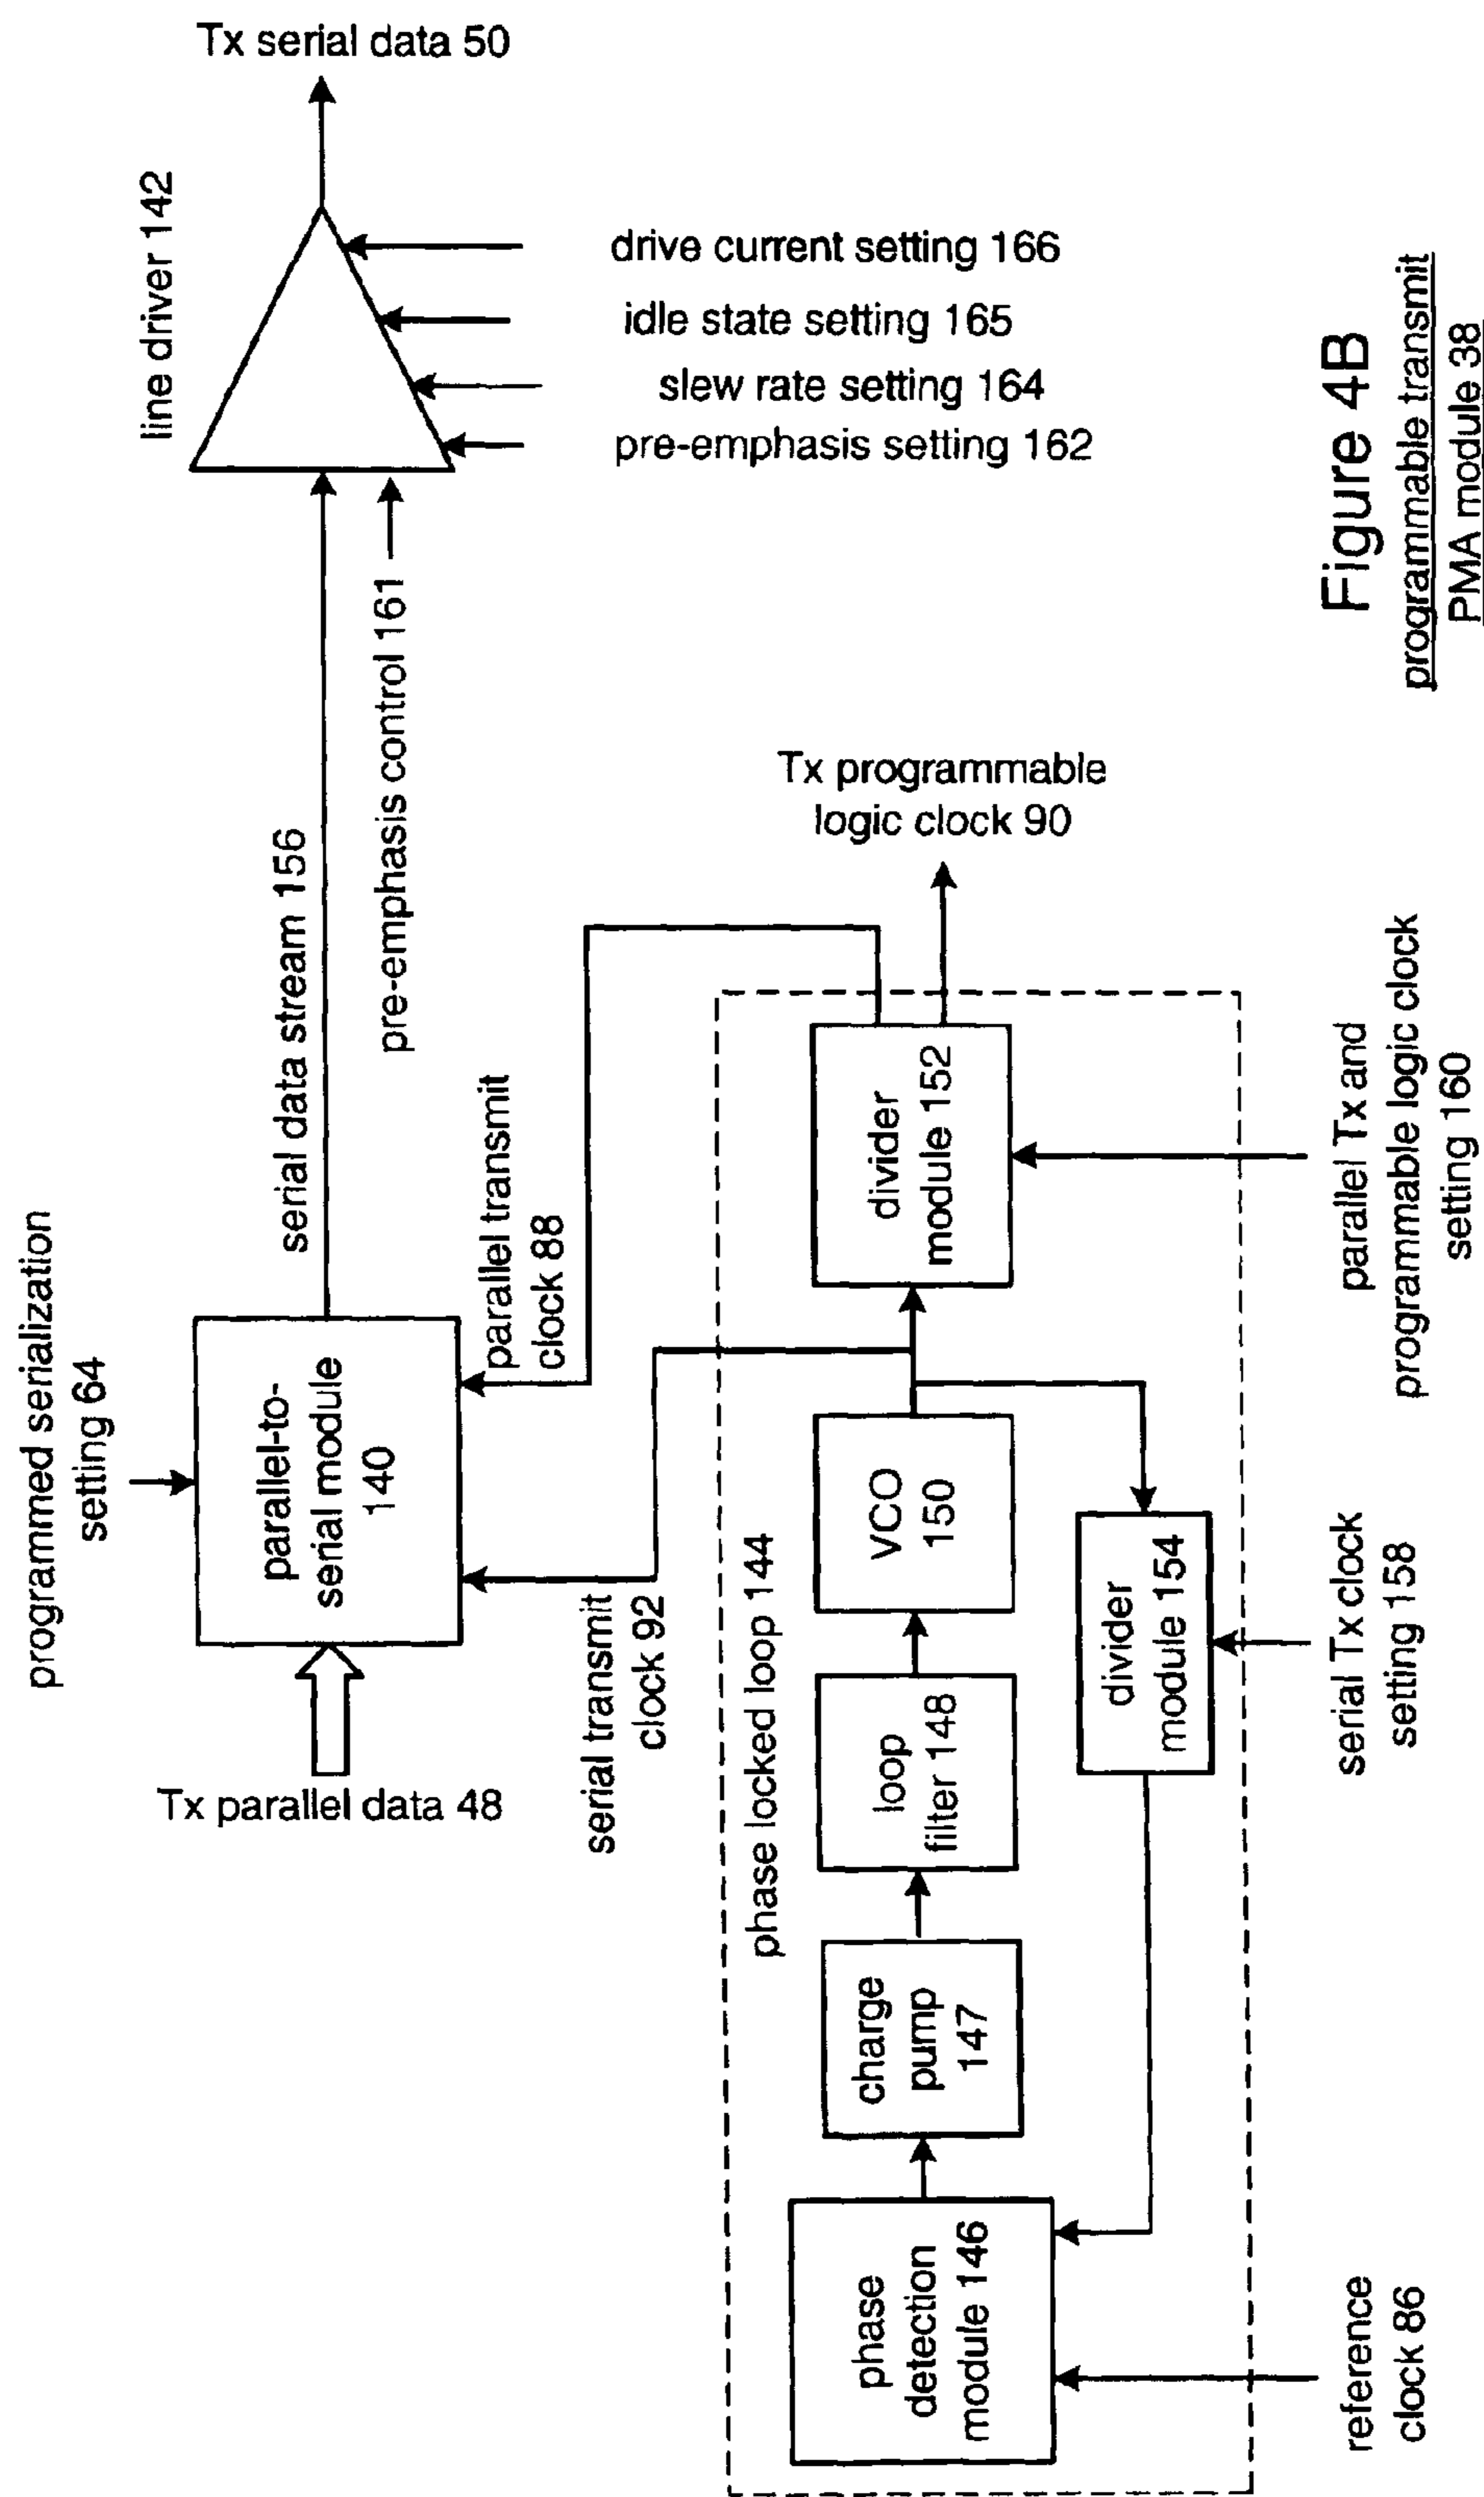 programmed serialization
setting 64
Tx parallel data 48
parallel-to-
serial module
140
serial data stream 156
pre-emphasis control 161
line driver 142
Tx serial data 50
drive current setting 166
idle state setting 165
slew rate setting 164
pre-emphasis setting 162
serial transmit
clock 92
parallel transmit
clock 88
phase locked loop 144
phase
detection
module 146
charge
pump
147
loop
filter 148
VCO
150
divider
module 152
divider
module 154
Tx programmable
logic clock 90
reference
clock 86
serial Tx clock
setting 158
parallel Tx and
programmable logic clock
setting 160
Figure 4B
programmable transmit
PMA module 38